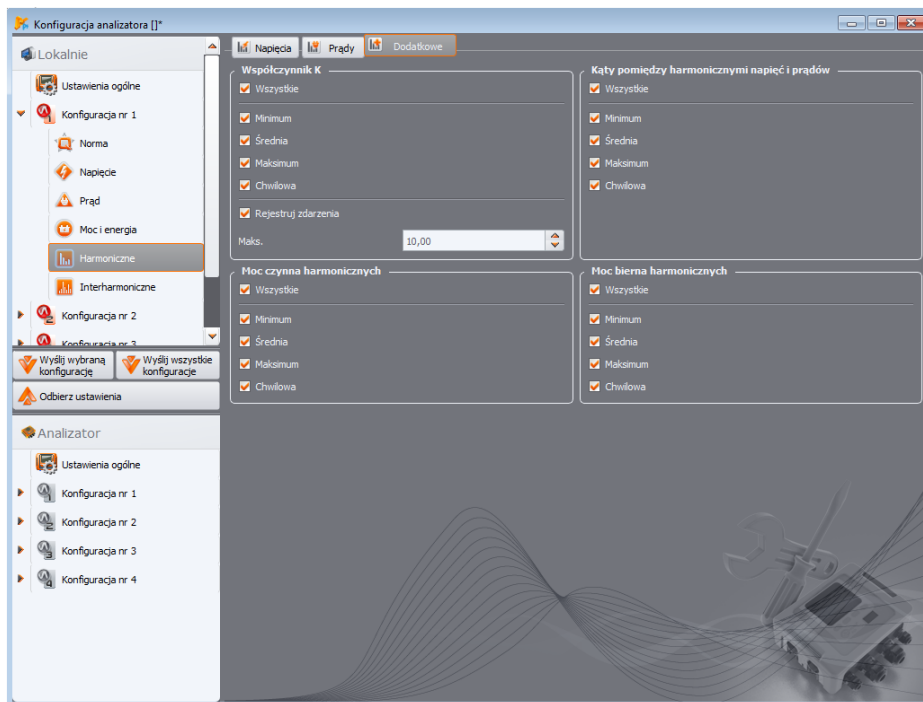 Konfiguracja analizatora []*
Lokalnie
Ustawienia ogólne
Konfiguracja nr 1
Norma
Napięcie
Prąd
Moc i energia
Harmoniczne
Interharmoniczne
Konfiguracja nr 2
Konfiguracja nr 3
Wyślij wybraną
konfigurację
Wyślij wszystkie
konfiguracje
Odbierz ustawienia
Analizator
Ustawienia ogólne
Konfiguracja nr 1
Konfiguracja nr 2
Konfiguracja nr 3
Konfiguracja nr 4
Napięcia
Prądy
Dodatkowe
Współczynnik K
Wszystkie
Minimum
Średnia
Maksimum
Chwilowa
Rejestruj zdarzenia
Maks.
10,00
Kąty pomiędzy harmonicznymi napięć i prądów
Wszystkie
Minimum
Średnia
Maksimum
Chwilowa
Moc czynna harmonicznych
Wszystkie
Minimum
Średnia
Maksimum
Chwilowa
Moc bierna harmonicznych
Wszystkie
Minimum
Średnia
Maksimum
Chwilowa